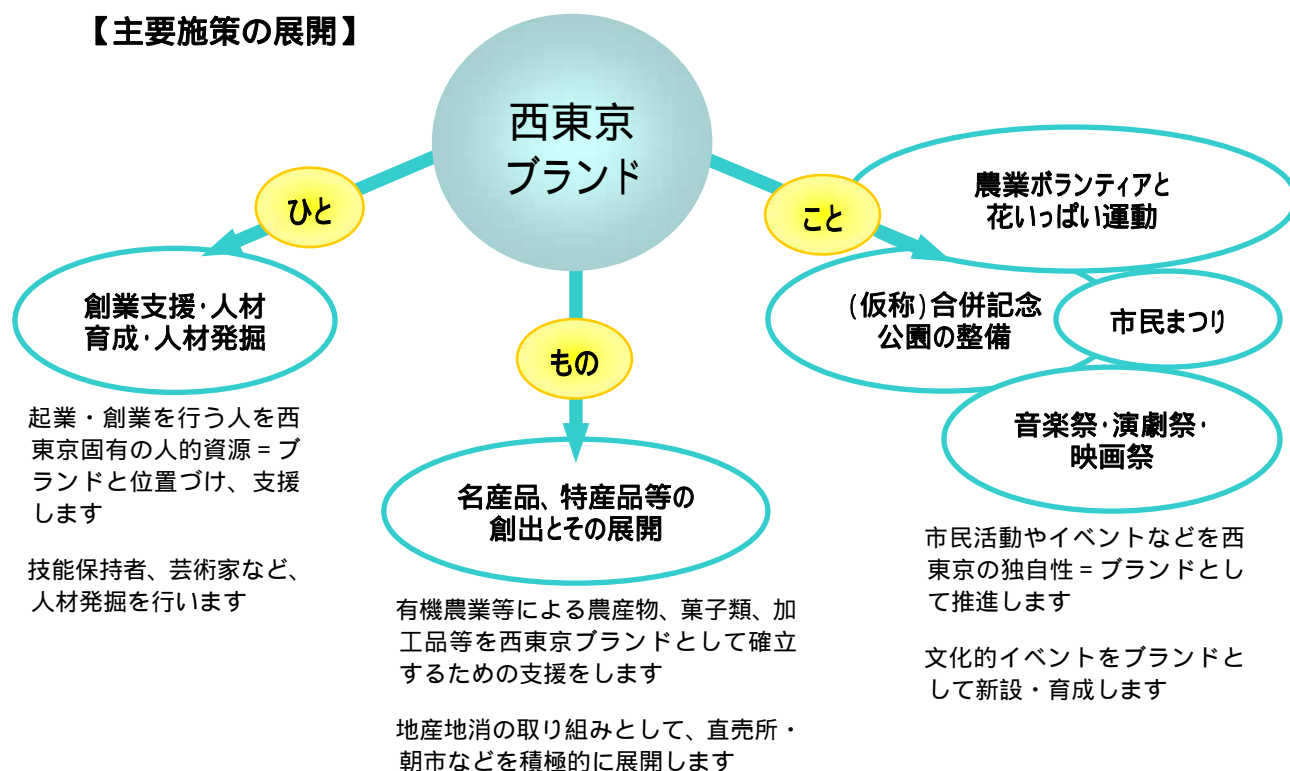 【主要施策の展開】
西東京
ブランド
ひと
創業支援・人材
育成・人材発掘
起業・創業を行う人を西
東京固有の人的資源＝ブ
ランドと位置づけ、支援
します
技能保持者、芸術家など、
人材発掘を行います
もの
名産品、特産品等の
創出とその展開
有機農業等による農産物、菓子類、加
工品等を西東京ブランドとして確立
するための支援をします
地産地消の取り組みとして、直売所・
朝市などを積極的に展開します
こと
農業ボランティアと
花いっぱい運動
(仮称)合併記念
公園の整備
市民まつり
音楽祭・演劇祭・
映画祭
市民活動やイベントなどを西
東京の独自性＝ブランドとし
て推進します
文化的イベントをブランドと
して新設・育成します